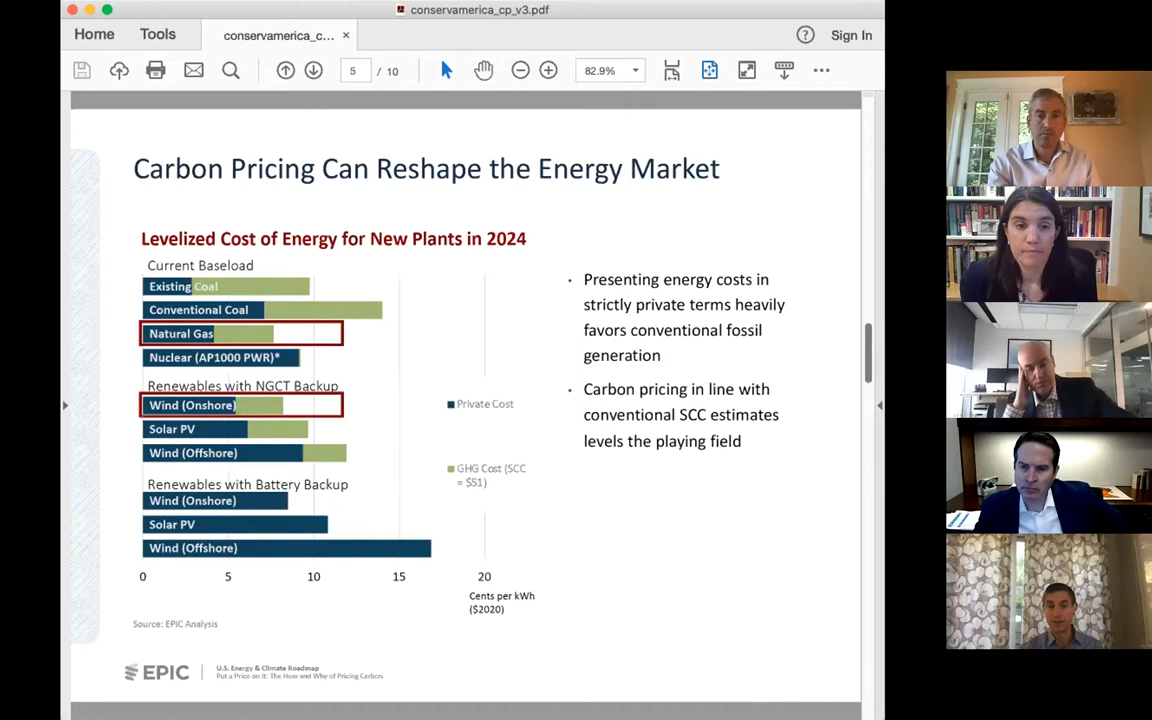 conservamerica_cp_v3.pdf
Home
Tools
conservamerica_c...
×
?
Sign In
5
/ 10
82.9%
Carbon Pricing Can Reshape the Energy Market
Levelized Cost of Energy for New Plants in 2024
Current Baseload
Existing Coal
Conventional Coal
Natural Gas
Nuclear (AP1000 PWR)*
Renewables with NGCT Backup
Wind (Onshore)
Solar PV
Wind (Offshore)
Renewables with Battery Backup
Wind (Onshore)
Solar PV
Wind (Offshore)
0
5
10
15
20
Cents per kWh
($2020)
Private Cost
GHG Cost (SCC
= $51)
· Presenting energy costs in
strictly private terms heavily
favors conventional fossil
generation
· Carbon pricing in line with
conventional SCC estimates
levels the playing field
Source: EPIC Analysis
EPIC
U.S. Energy & Climate Roadmap
Put a Price on it: The How and Why of Pricing Carbon